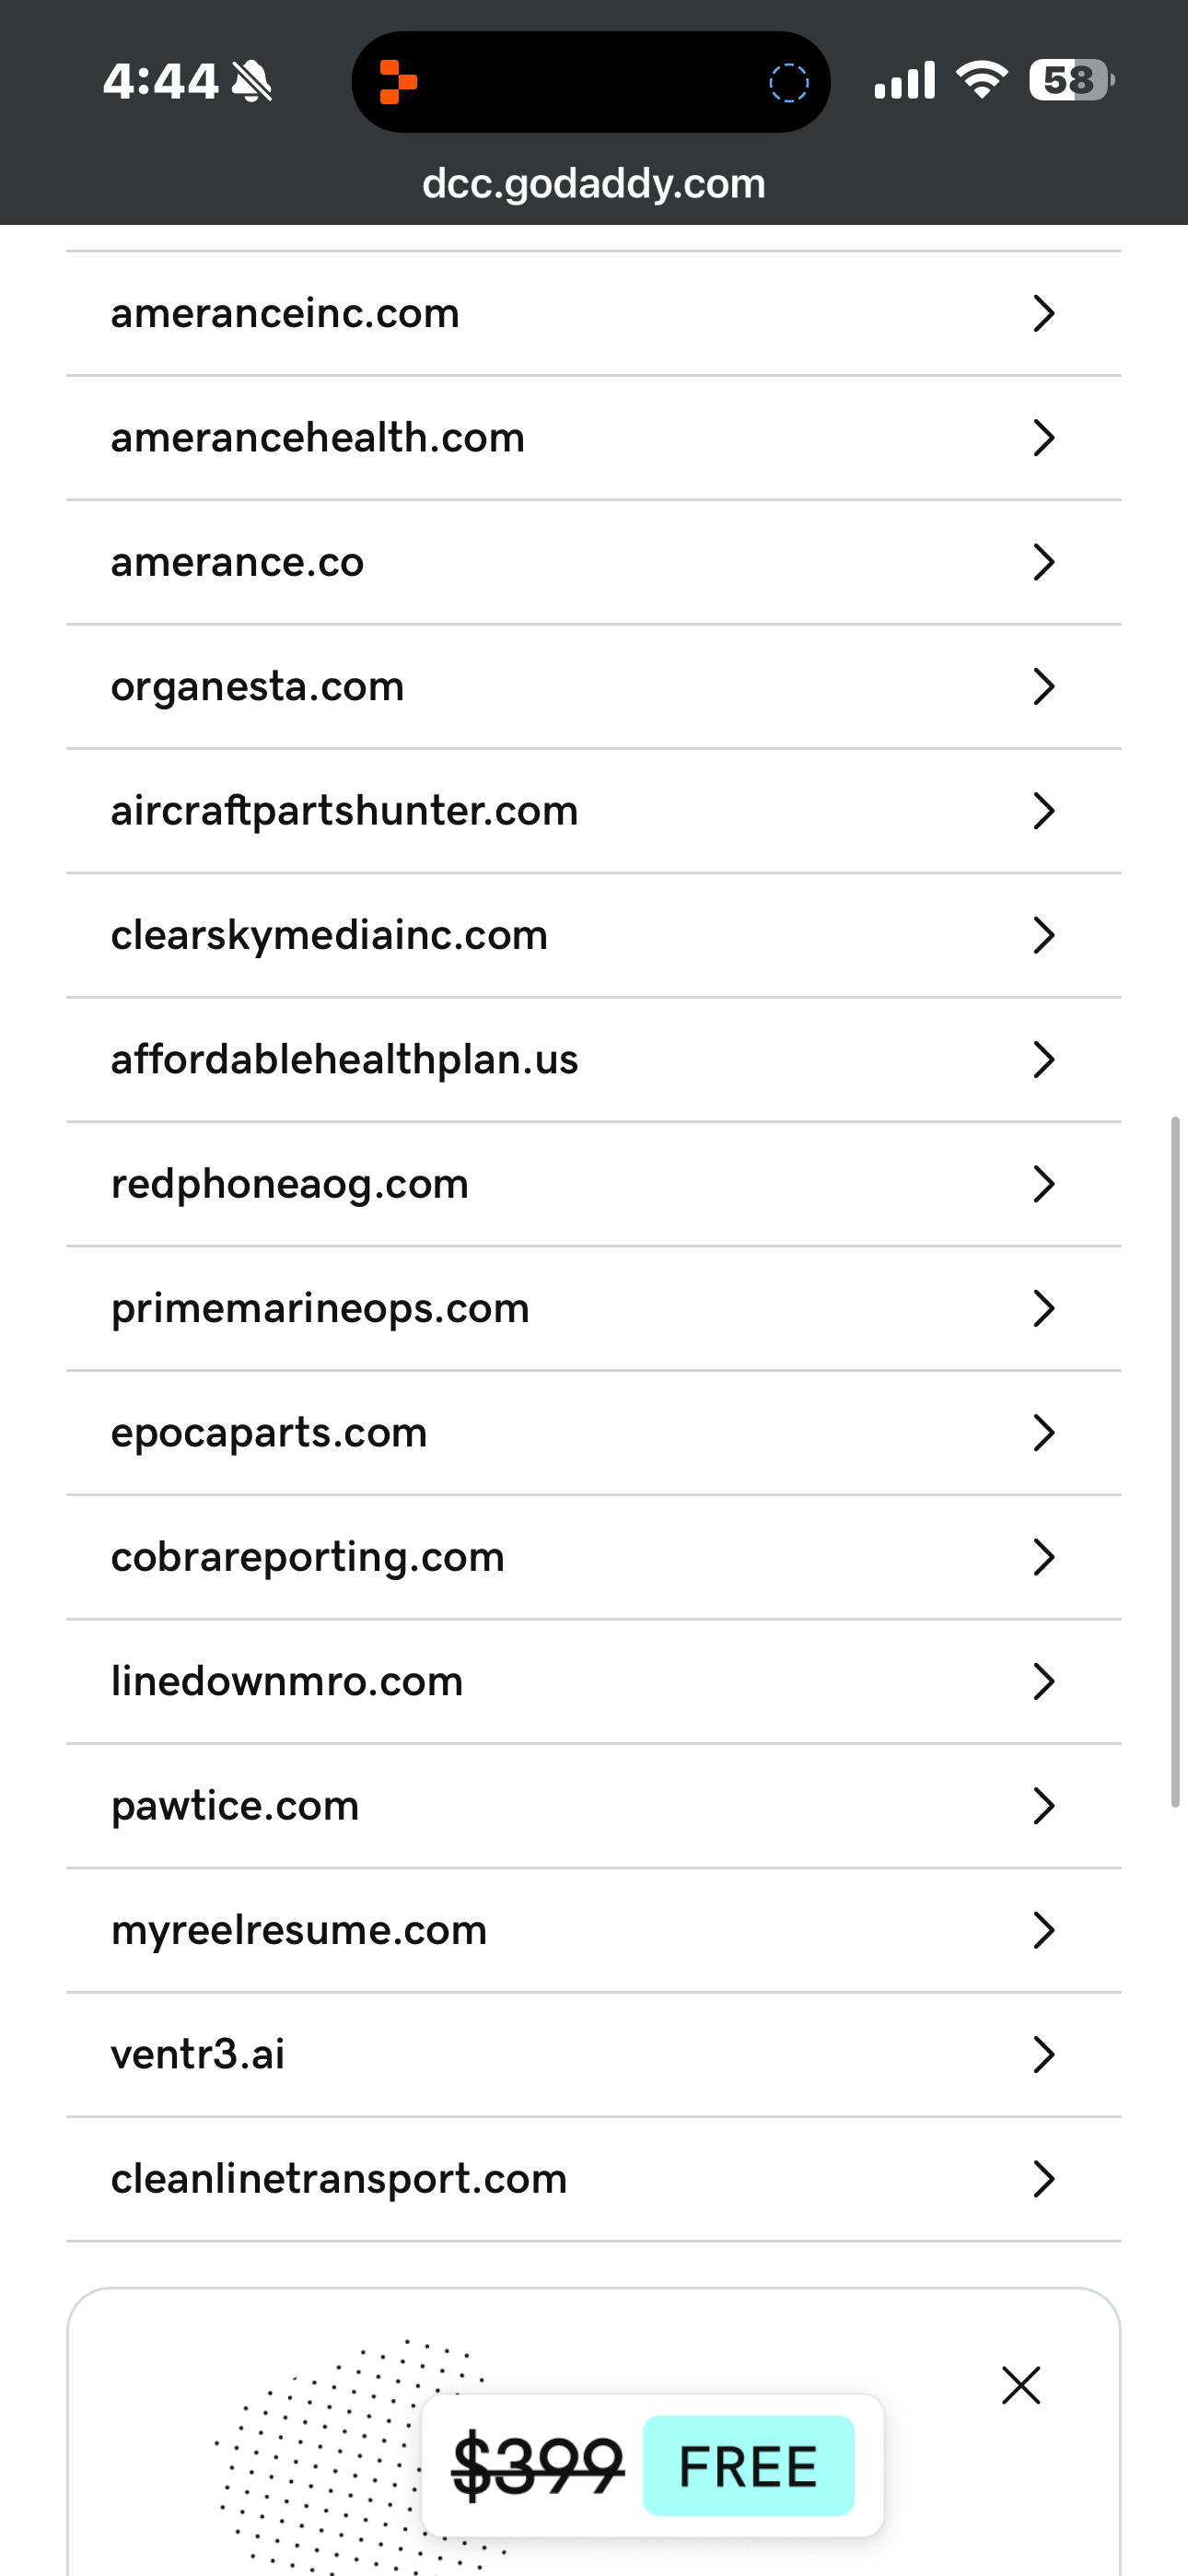 4:44
58
dcc.godaddy.com
ameranceinc.com
amerancehealth.com
amerance.co
organesta.com
aircraftpartshunter.com
clearskymediainc.com
affordablehealthplan.us
redphoneaog.com
primemarineops.com
epocaparts.com
cobrareporting.com
linedownmro.com
pawtice.com
myreelresume.com
ventr3.ai
cleanlinetransport.com
$399 FREE